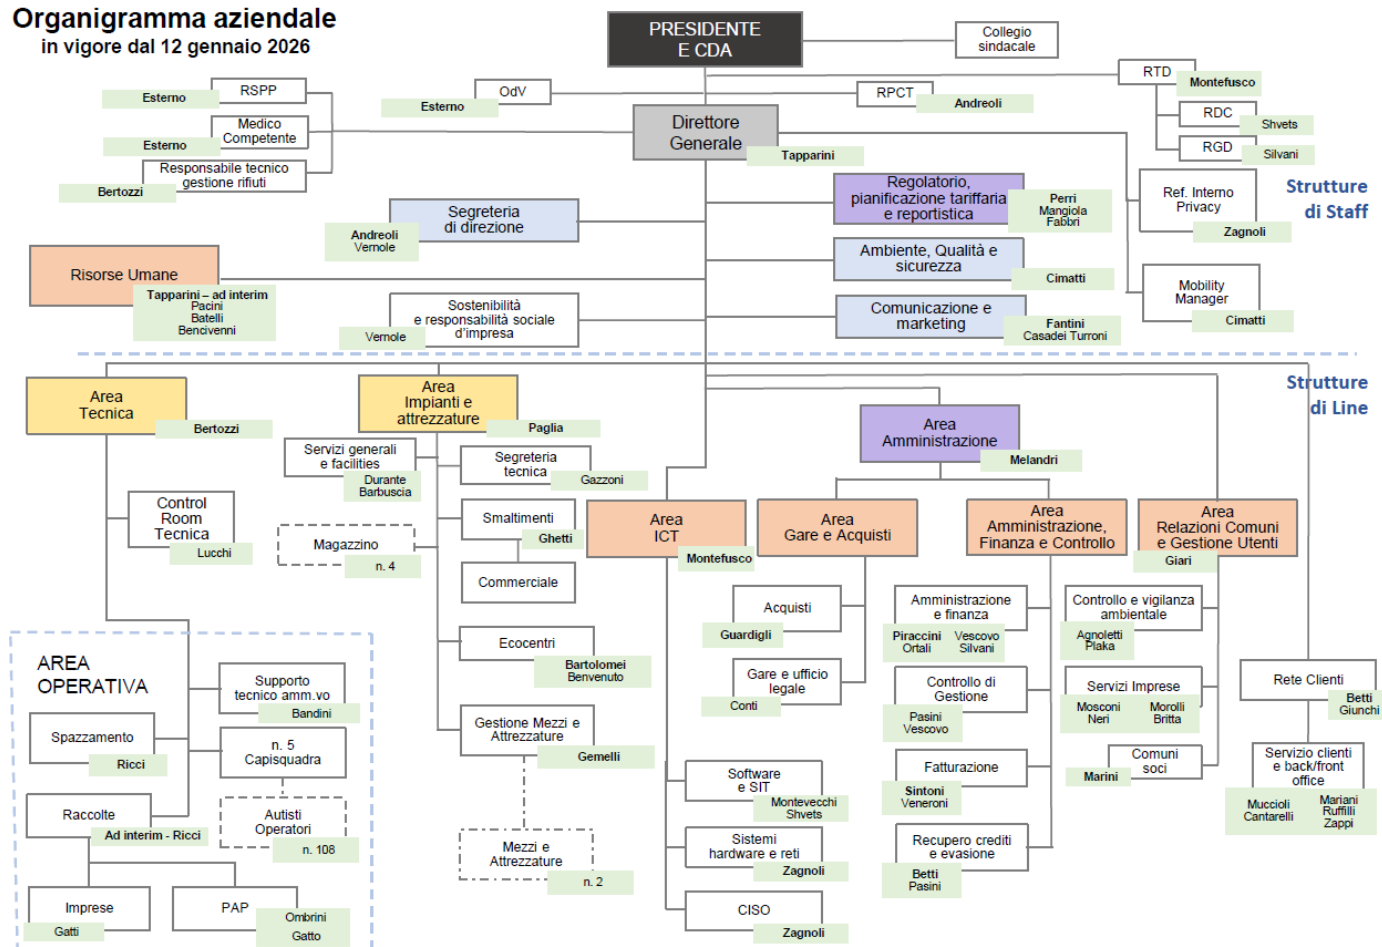 Organigramma aziendale
in vigore dal 12 gennaio 2026
PRESIDENTE
E CDA
Collegio
sindacale
RSPP
Esterno
Medico
Competente
Esterno
Responsabile tecnico
gestione rifiuti
Bertozzi
OdV
Esterno
RPCT
Andreoli
RTD
Montefusco
RDC
Shvets
RGD
Silvani
Direttore
Generale
Tapparini
Segreteria
di direzione
Andreoli
Vernole
Regolatorio,
pianificazione tariffaria
e reportistica
Perri
Mangiola
Fabbri
Ref. Interno
Privacy
Zagnoli
Strutture
di Staff
Risorse Umane
Tapparini – ad interim
Pacini
Batelli
Bencivenni
Ambiente, Qualità e
sicurezza
Cimatti
Sostenibilità
e responsabilità sociale
d'impresa
Vernole
Comunicazione e
marketing
Fantini
Casadei Turroni
Mobility
Manager
Cimatti
Strutture
di Line
Area
Tecnica
Bertozzi
Area
Impianti e
attrezzature
Paglia
Area
Amministrazione
Melandri
Servizi generali
e facilities
Durante
Barbuscia
Segreteria
tecnica
Gazzoni
Control
Room
Tecnica
Lucchi
Magazzino
n. 4
Smaltimenti
Ghetti
Commerciale
Ecocentri
Bartolomei
Benvenuto
Gestione Mezzi e
Attrezzature
Gemelli
Mezzi e
Attrezzature
n. 2
Area
ICT
Montefusco
Area
Gare e Acquisti
Area
Amministrazione,
Finanza e Controllo
Area
Relazioni Comuni
e Gestione Utenti
Giari
Acquisti
Guardigli
Gare e ufficio
legale
Conti
Amministrazione
e finanza
Piraccini
Ortali
Vescovo
Silvani
Controllo di
Gestione
Pasini
Vescovo
Fatturazione
Sintoni
Veneroni
Recupero crediti
e evasione
Betti
Pasini
Controllo e vigilanza
ambientale
Agnoletti
Plaka
Servizi Imprese
Mosconi
Neri
Morolli
Britta
Comuni
soci
Marini
Rete Clienti
Betti
Giunchi
Servizio clienti
e back/front
office
Muccioli
Cantarelli
Mariani
Ruffilli
Zappi
Software
e SIT
Montevecchi
Shvets
Sistemi
hardware e reti
Zagnoli
CISO
Zagnoli
AREA
OPERATIVA
Supporto
tecnico amm.vo
Bandini
Spazzamento
Ricci
n. 5
Capisquadra
Raccolte
Ad interim - Ricci
Autisti
Operatori
n. 108
Imprese
Gatti
PAP
Ombrini
Gatto